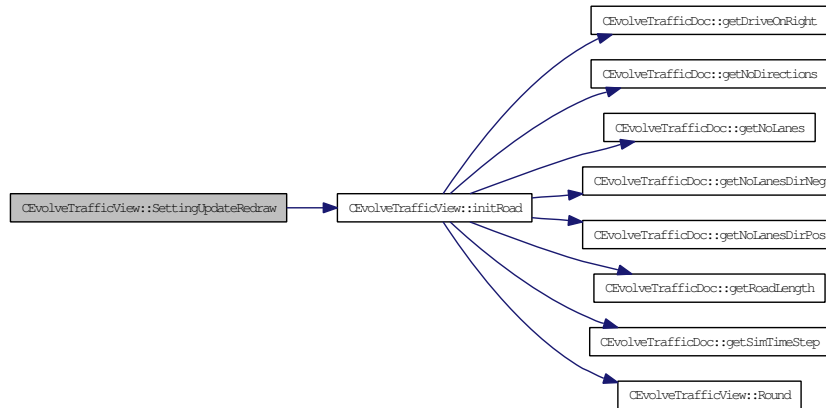 CEvolveTrafficDoc::getDriveOnRight
CEvolveTrafficDoc::getNoDirections
CEvolveTrafficDoc::getNoLanes
CEvolveTrafficDoc::getNoLanesDirNeg
CEvolveTrafficView::SettingUpdateRedraw
CEvolveTrafficView::initRoad
CEvolveTrafficDoc::getNoLanesDirPos
CEvolveTrafficDoc::getRoadLength
CEvolveTrafficDoc::getSimTimeStep
CEvolveTrafficView::Round